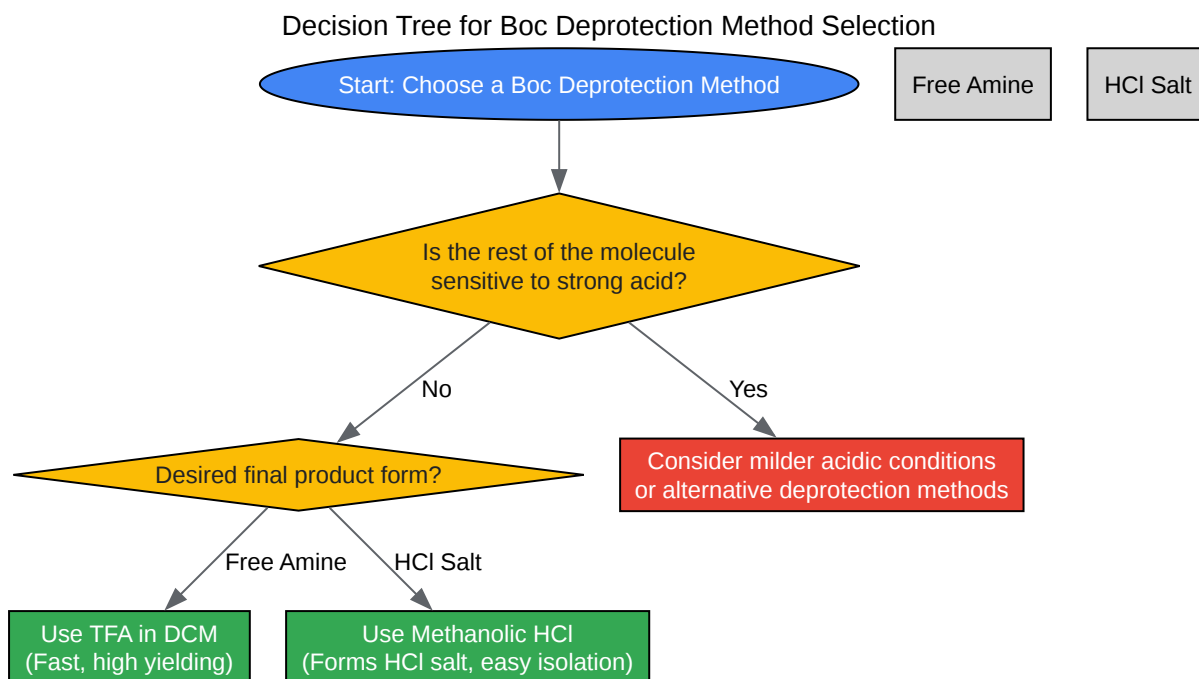 Decision Tree for Boc Deprotection Method Selection
Start: Choose a Boc Deprotection Method
Free Amine
HCl Salt
Is the rest of the molecule
sensitive to strong acid?
No
Yes
Desired final product form?
Consider milder acidic conditions
or alternative deprotection methods
Free Amine
HCl Salt
Use TFA in DCM
(Fast, high yielding)
Use Methanolic HCl
(Forms HCl salt, easy isolation)